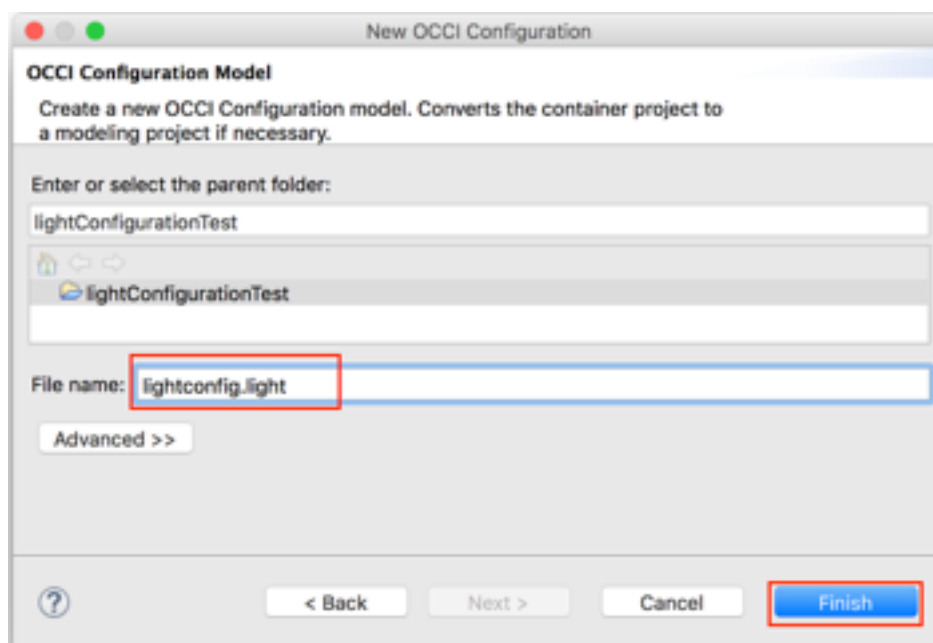 New OCCI Configuration
OCCI Configuration Model
Create a new OCCI Configuration model. Converts the container project to
a modeling project if necessary.
Enter or select the parent folder:
lightConfigurationTest
lightConfigurationTest
File name: lightconfig.light
Advanced >>
? < Back Next > Cancel Finish